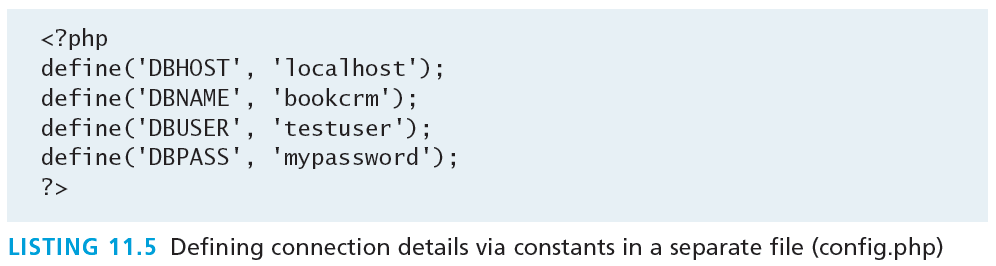 <?php
define('DBHOST', 'localhost');
define('DBNAME', 'bookcrm');
define('DBUSER', 'testuser');
define('DBPASS', 'mypassword');
?>
LISTING 11.5 Defining connection details via constants in a separate file (config.php)